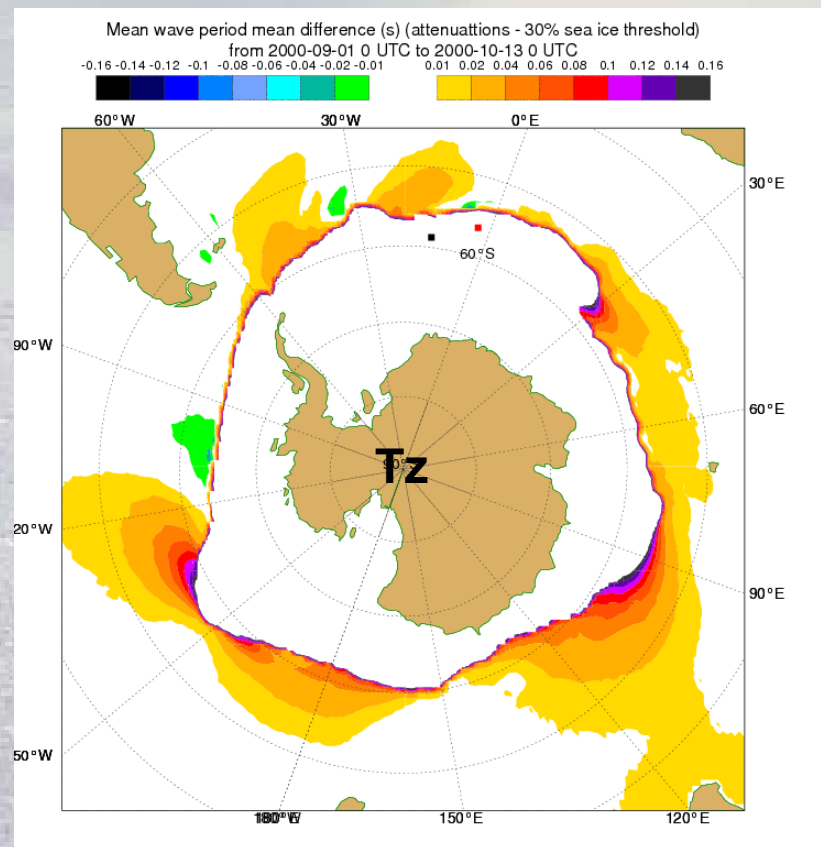 Mean wave period mean difference (s) (attenuattions - 30% sea ice threshold)
from 2000-09-01 0 UTC to 2000-10-13 0 UTC
-0.16 -0.14 -0.12 -0.1 -0.08 -0.06 -0.04 -0.02 -0.01 0.01 0.02 0.04 0.06 0.08 0.1 0.12 0.14 0.16
60°W 30°W 0°E
30°E
60°S
90°W
60°E
Tz
20°W
90°E
50°W
150°E 120°E